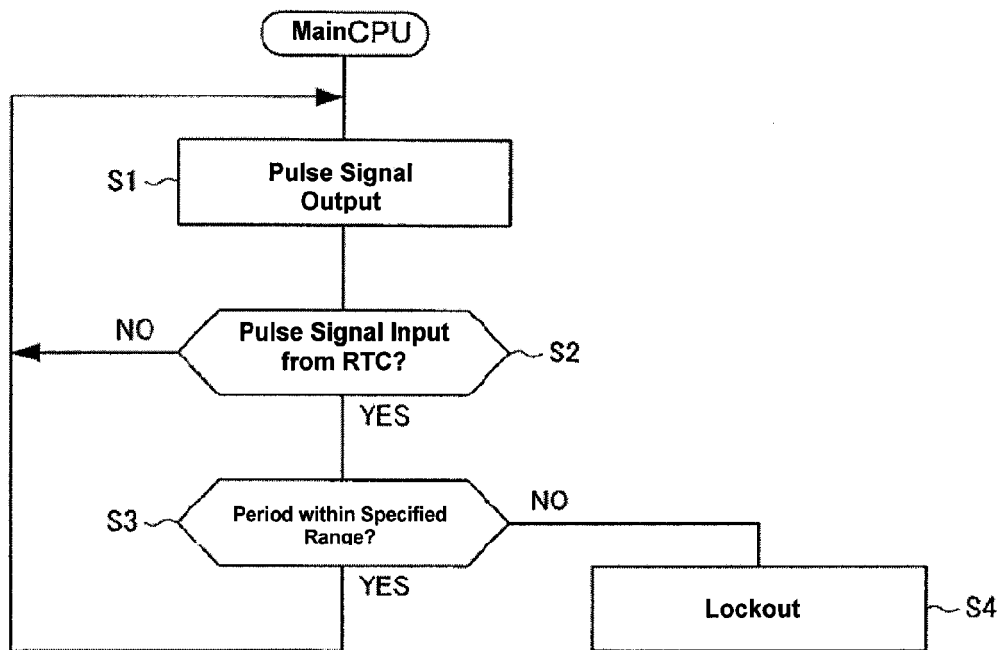 MainCPU
S1
Pulse Signal
Output
NO
Pulse Signal Input
from RTC?
S2
YES
S3
Period within Specified
Range?
NO
YES
Lockout
S4